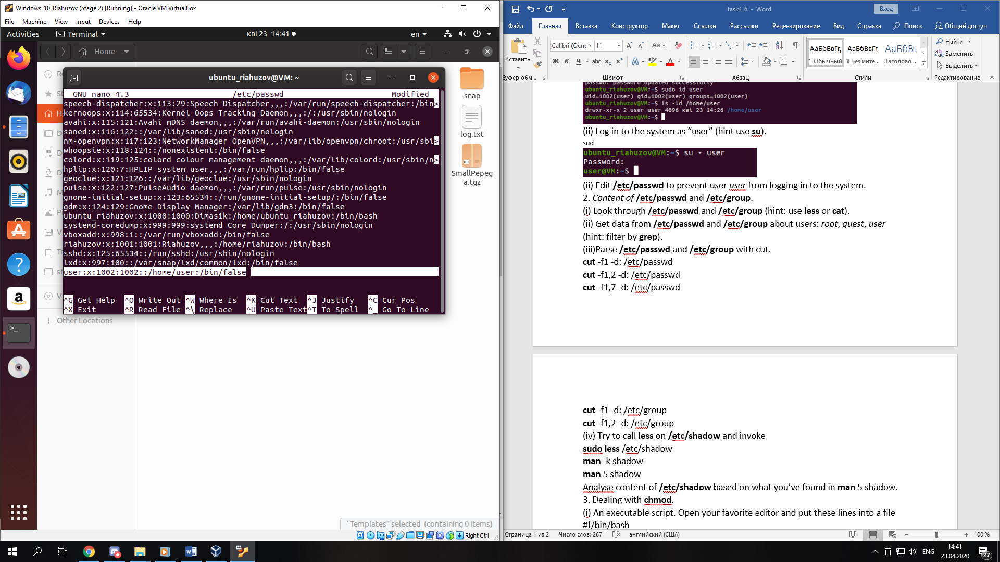 Windows_10_Riahuzov (Stage 2) [Running] - Oracle VM VirtualBox
File Machine View Input Devices Help
Activities Terminal кві 23 14:41 en
Home
ubuntu_riahuzov@VM: ~
GNU nano 4.3 /etc/passwd Modified
speech-dispatcher:x:113:29:Speech Dispatcher,,,:/var/run/speech-dispatcher:/bin>
kernoops:x:114:65534:Kernel Oops Tracking Daemon,,,:/:/usr/sbin/nologin
avahi:x:115:121:Avahi mDNS daemon,,,:/var/run/avahi-daemon:/usr/sbin/nologin
saned:x:116:122::/var/lib/saned:/usr/sbin/nologin
nm-openvpn:x:117:123:NetworkManager OpenVPN,,,:/var/lib/openvpn/chroot:/usr/sbi>
whoopsie:x:118:124::/nonexistent:/bin/false
colord:x:119:125:colord colour management daemon,,,:/var/lib/colord:/usr/sbin/n>
hplip:x:120:7:HPLIP system user,,,:/var/run/hplip:/bin/false
geoclue:x:121:126::/var/lib/geoclue:/usr/sbin/nologin
pulse:x:122:127:PulseAudio daemon,,,:/var/run/pulse:/usr/sbin/nologin
gnome-initial-setup:x:123:65534::/run/gnome-initial-setup/:/bin/false
gdm:x:124:129:Gnome Display Manager:/var/lib/gdm3:/bin/false
ubuntu_riahuzov:x:1000:1000:Dimas1k:/home/ubuntu_riahuzov:/bin/bash
systemd-coredump:x:999:999:systemd Core Dumper:/:/usr/sbin/nologin
vboxadd:x:998:1::/var/run/vboxadd:/bin/false
riahuzov:x:1001:1001:Riahuzov,,,:/home/riahuzov:/bin/bash
sshd:x:125:65534::/run/sshd:/usr/sbin/nologin
lxd:x:997:100::/var/snap/lxd/common/lxd:/bin/false
user:x:1002:1002::/home/user:/bin/false
^G Get Help ^O Write Out ^W Where Is ^K Cut Text ^J Justify ^C Cur Pos
^X Exit ^R Read File ^\ Replace ^U Paste Text ^T To Spell ^_ Go To Line
Other Locations
snap
log.txt
SmallPepeg
a.tgz
"Templates" selected (containing 0 items)
Right Ctrl
task4_6 - Word
Вход
Файл Главная Вставка Конструктор Макет Ссылки Рассылки Рецензирование Вид Справка Поиск Общий доступ
Вставить
Calibri (Оснс 11
Aa
Ж К Ч abc x₂ x²
АаБбВвГг, АаБбВвГг, АаБбВв
¶ Обычный ¶ Без инте... Заголово...
Найти
Заменить
Выделить
Буфер обм... Шрифт Абзац Стили Редактирование
passwd: password updated successfully
ubuntu_riahuzov@VM:~$ sudo id user
uid=1002(user) gid=1002(user) groups=1002(user)
ubuntu_riahuzov@VM:~$ ls -ld /home/user
drwxr-xr-x 2 user user 4096 кві 23 14:26 /home/user
ubuntu_riahuzov@VM:~$
(ii) Log in to the system as “user” (hint use su).
sud
ubuntu_riahuzov@VM:~$ su - user
Password:
user@VM:~$
(ii) Edit /etc/passwd to prevent user user from logging in to the system.
2. Content of /etc/passwd and /etc/group.
(i) Look through /etc/passwd and /etc/group (hint: use less or cat).
(ii) Get data from /etc/passwd and /etc/group about users: root, guest, user
(hint: filter by grep).
(iii)Parse /etc/passwd and /etc/group with cut.
cut -f1 -d: /etc/passwd
cut -f1,2 -d: /etc/passwd
cut -f1,7 -d: /etc/passwd
cut -f1 -d: /etc/group
cut -f1,2 -d: /etc/group
(iv) Try to call less on /etc/shadow and invoke
sudo less /etc/shadow
man -k shadow
man 5 shadow
Analyse content of /etc/shadow based on what you’ve found in man 5 shadow.
3. Dealing with chmod.
(i) An executable script. Open your favorite editor and put these lines into a file
#!/bin/bash
Страница 1 из 2 Число слов: 267 английский (США) 100 %
ENG
14:41
23.04.2020
27